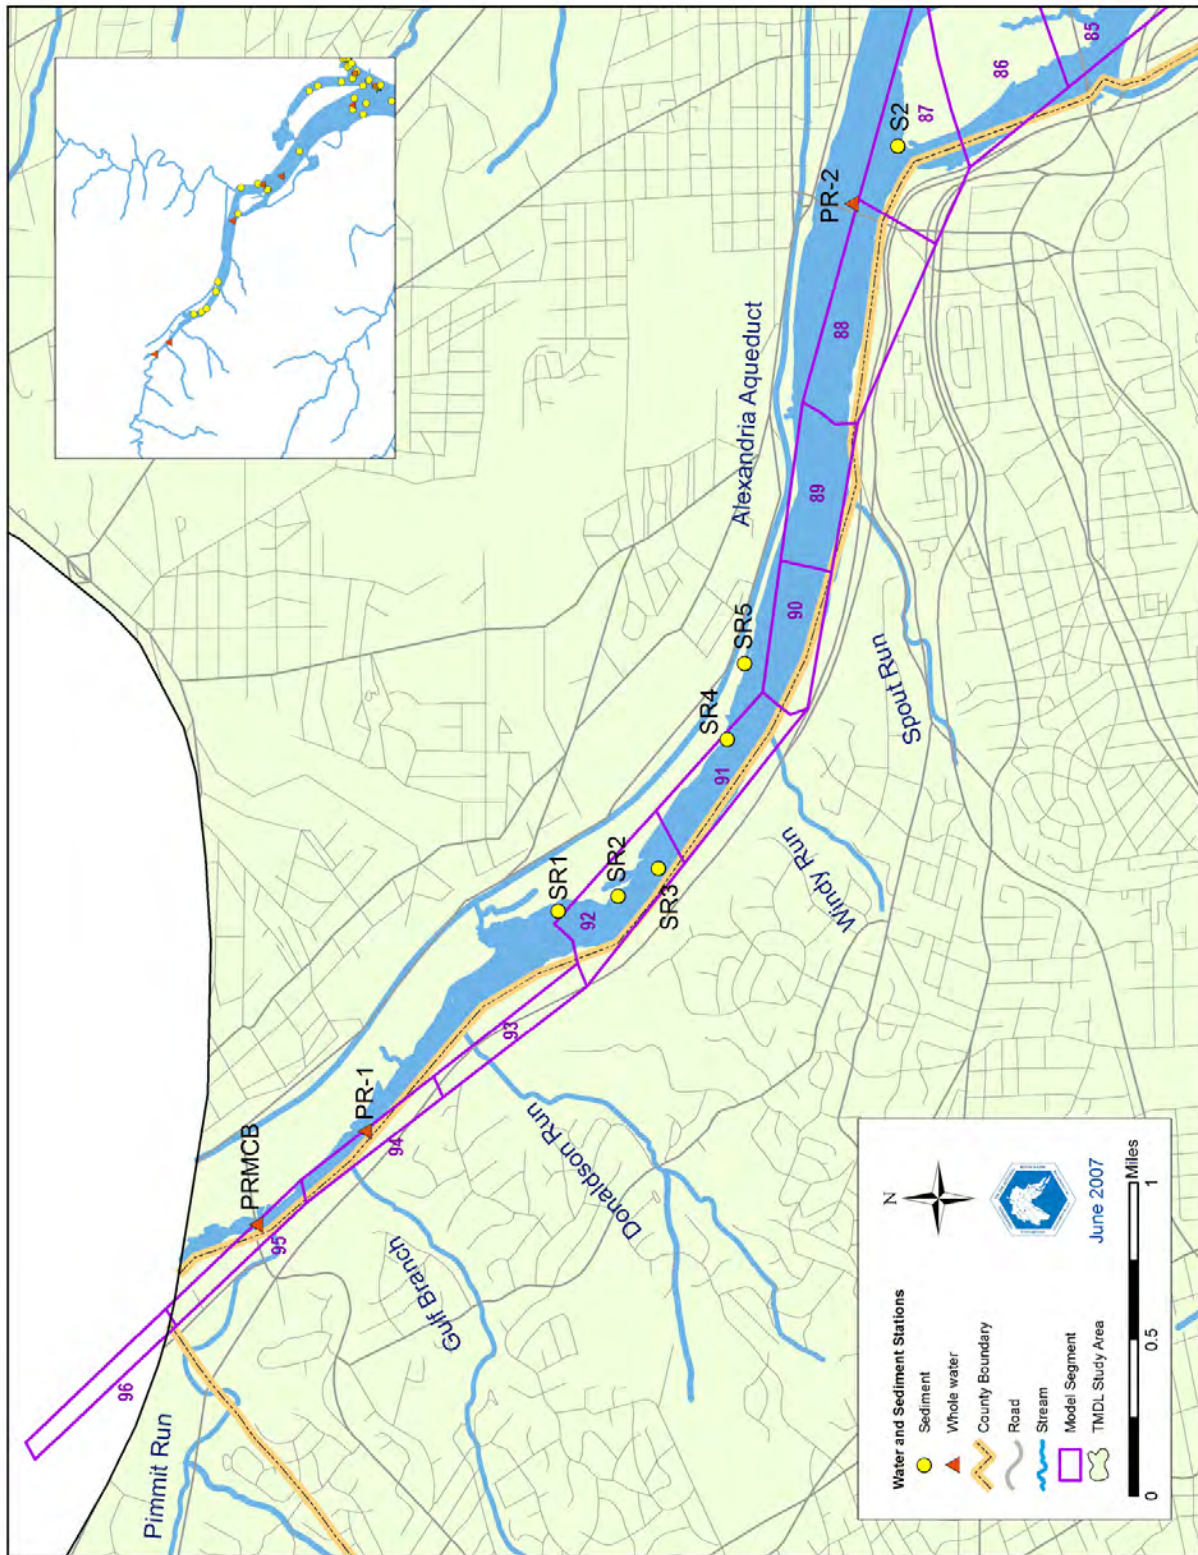 Pimmit Run
96
95
PRMCB
Gulf Branch
94
PR-1
Donaldson Run
93
92
SR1
SR2
SR3
Windy Run
91
SR4
SR5
90
Spout Run
89
Alexandria Aqueduct
88
PR-2
87
S2
86
85
Water and Sediment Stations
Sediment
Whole water
County Boundary
Road
Stream
Model Segment
TMDL Study Area
N
June 2007
0
0.5
1
Miles